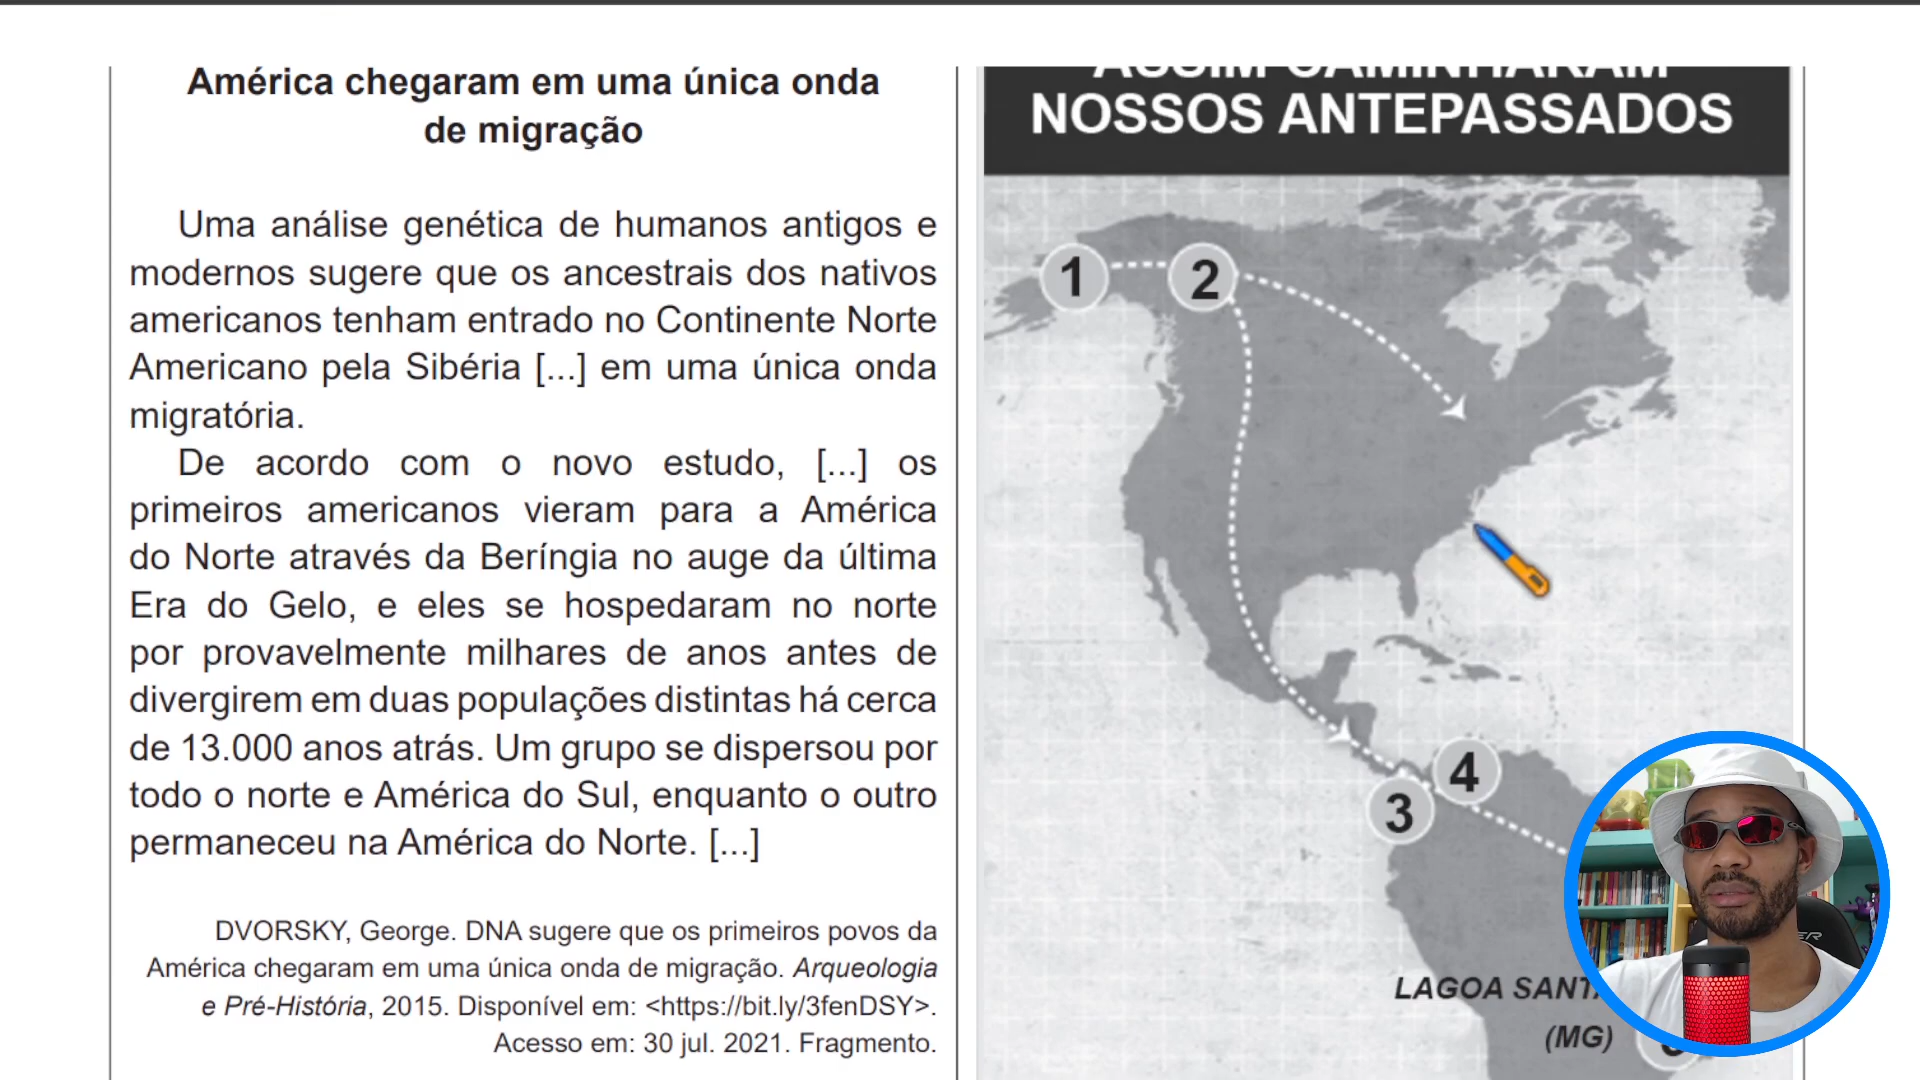 América chegaram em uma única onda
de migração
Uma análise genética de humanos antigos e
modernos sugere que os ancestrais dos nativos
americanos tenham entrado no Continente Norte
Americano pela Sibéria [...] em uma única onda
migratória.
De acordo com o novo estudo, [...] os
primeiros americanos vieram para a América
do Norte através da Beríngia no auge da última
Era do Gelo, e eles se hospedaram no norte
por provavelmente milhares de anos antes de
divergirem em duas populações distintas há cerca
de 13.000 anos atrás. Um grupo se dispersou por
todo o norte e América do Sul, enquanto o outro
permaneceu na América do Norte. [...]
DVORSKY, George. DNA sugere que os primeiros povos da
América chegaram em uma única onda de migração. Arqueologia
e Pré-História, 2015. Disponível em: <https://bit.ly/3fenDSY>.
Acesso em: 30 jul. 2021. Fragmento.
ASSIM CAMINHARAM
NOSSOS ANTEPASSADOS
1
2
4
3
LAGOA
(MG)